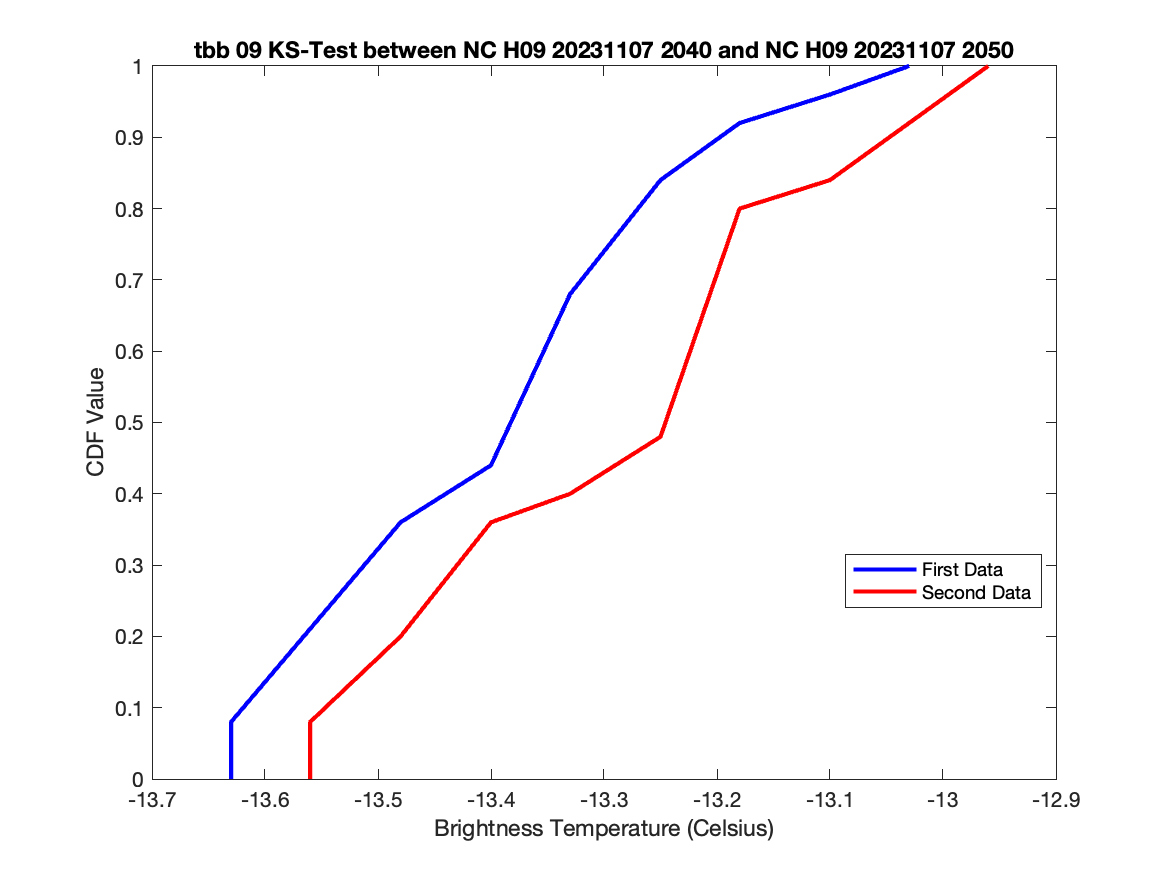 tbb 09 KS-Test between NC H09 20231107 2040 and NC H09 20231107 2050
1
0.9
0.8
0.7
0.6
0.5
0.4
0.3
0.2
0.1
0
CDF Value
First Data
Second Data
-13.7 -13.6 -13.5 -13.4 -13.3 -13.2 -13.1 -13 -12.9
Brightness Temperature (Celsius)